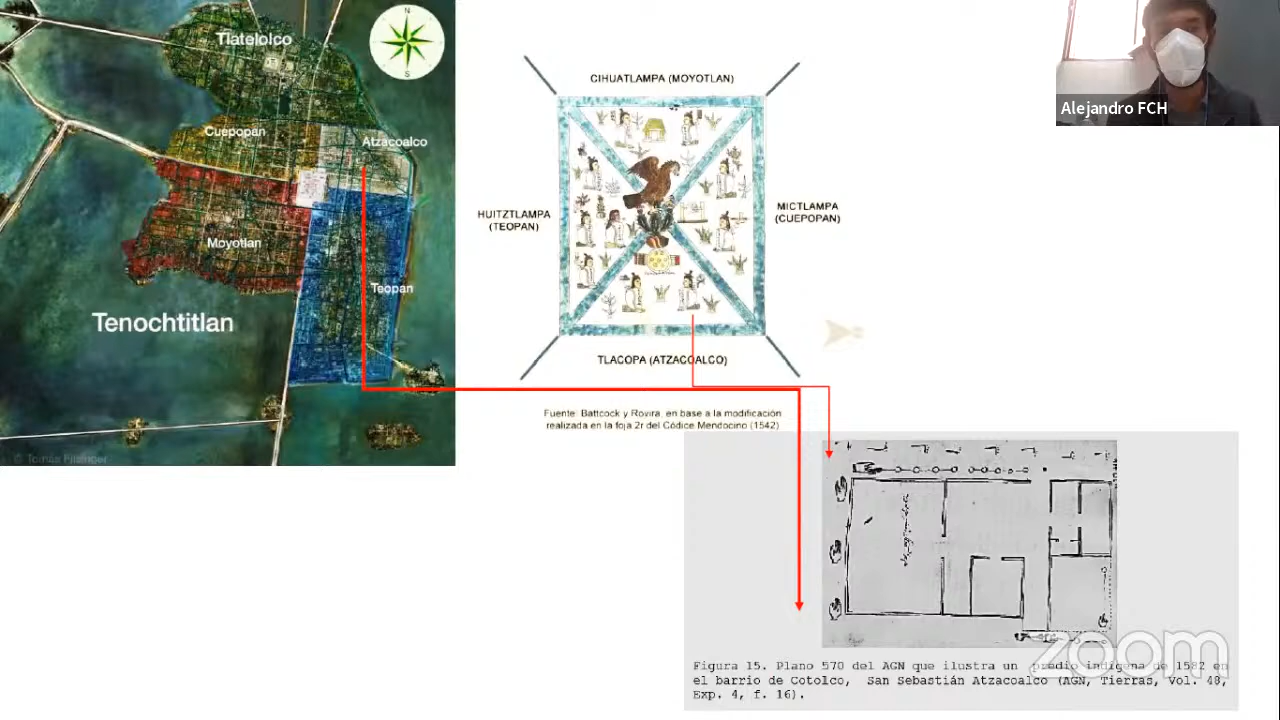 N
S
Tlatelolco
Cuepopan
Atzacoalco
Moyotlan
Teopan
Tenochtitlan
© Tomás Filsinger
CIHUATLAMPA (MOYOTLAN)
HUITZTLAMPA
(TEOPAN)
MICTLAMPA
(CUEPOPAN)
TLACOPA (ATZACOALCO)
Fuente: Battcock y Rovira, en base a la modificación
realizada en la foja 2r del Códice Mendocino (1542)
Alejandro FCH
zoom
Figura 15. Plano 570 del AGN que ilustra un predio indígena de 1582 en
el barrio de Cotolco, San Sebastián Atzacoalco (AGN, Tierras, Vol. 48,
Exp. 4, f. 16).